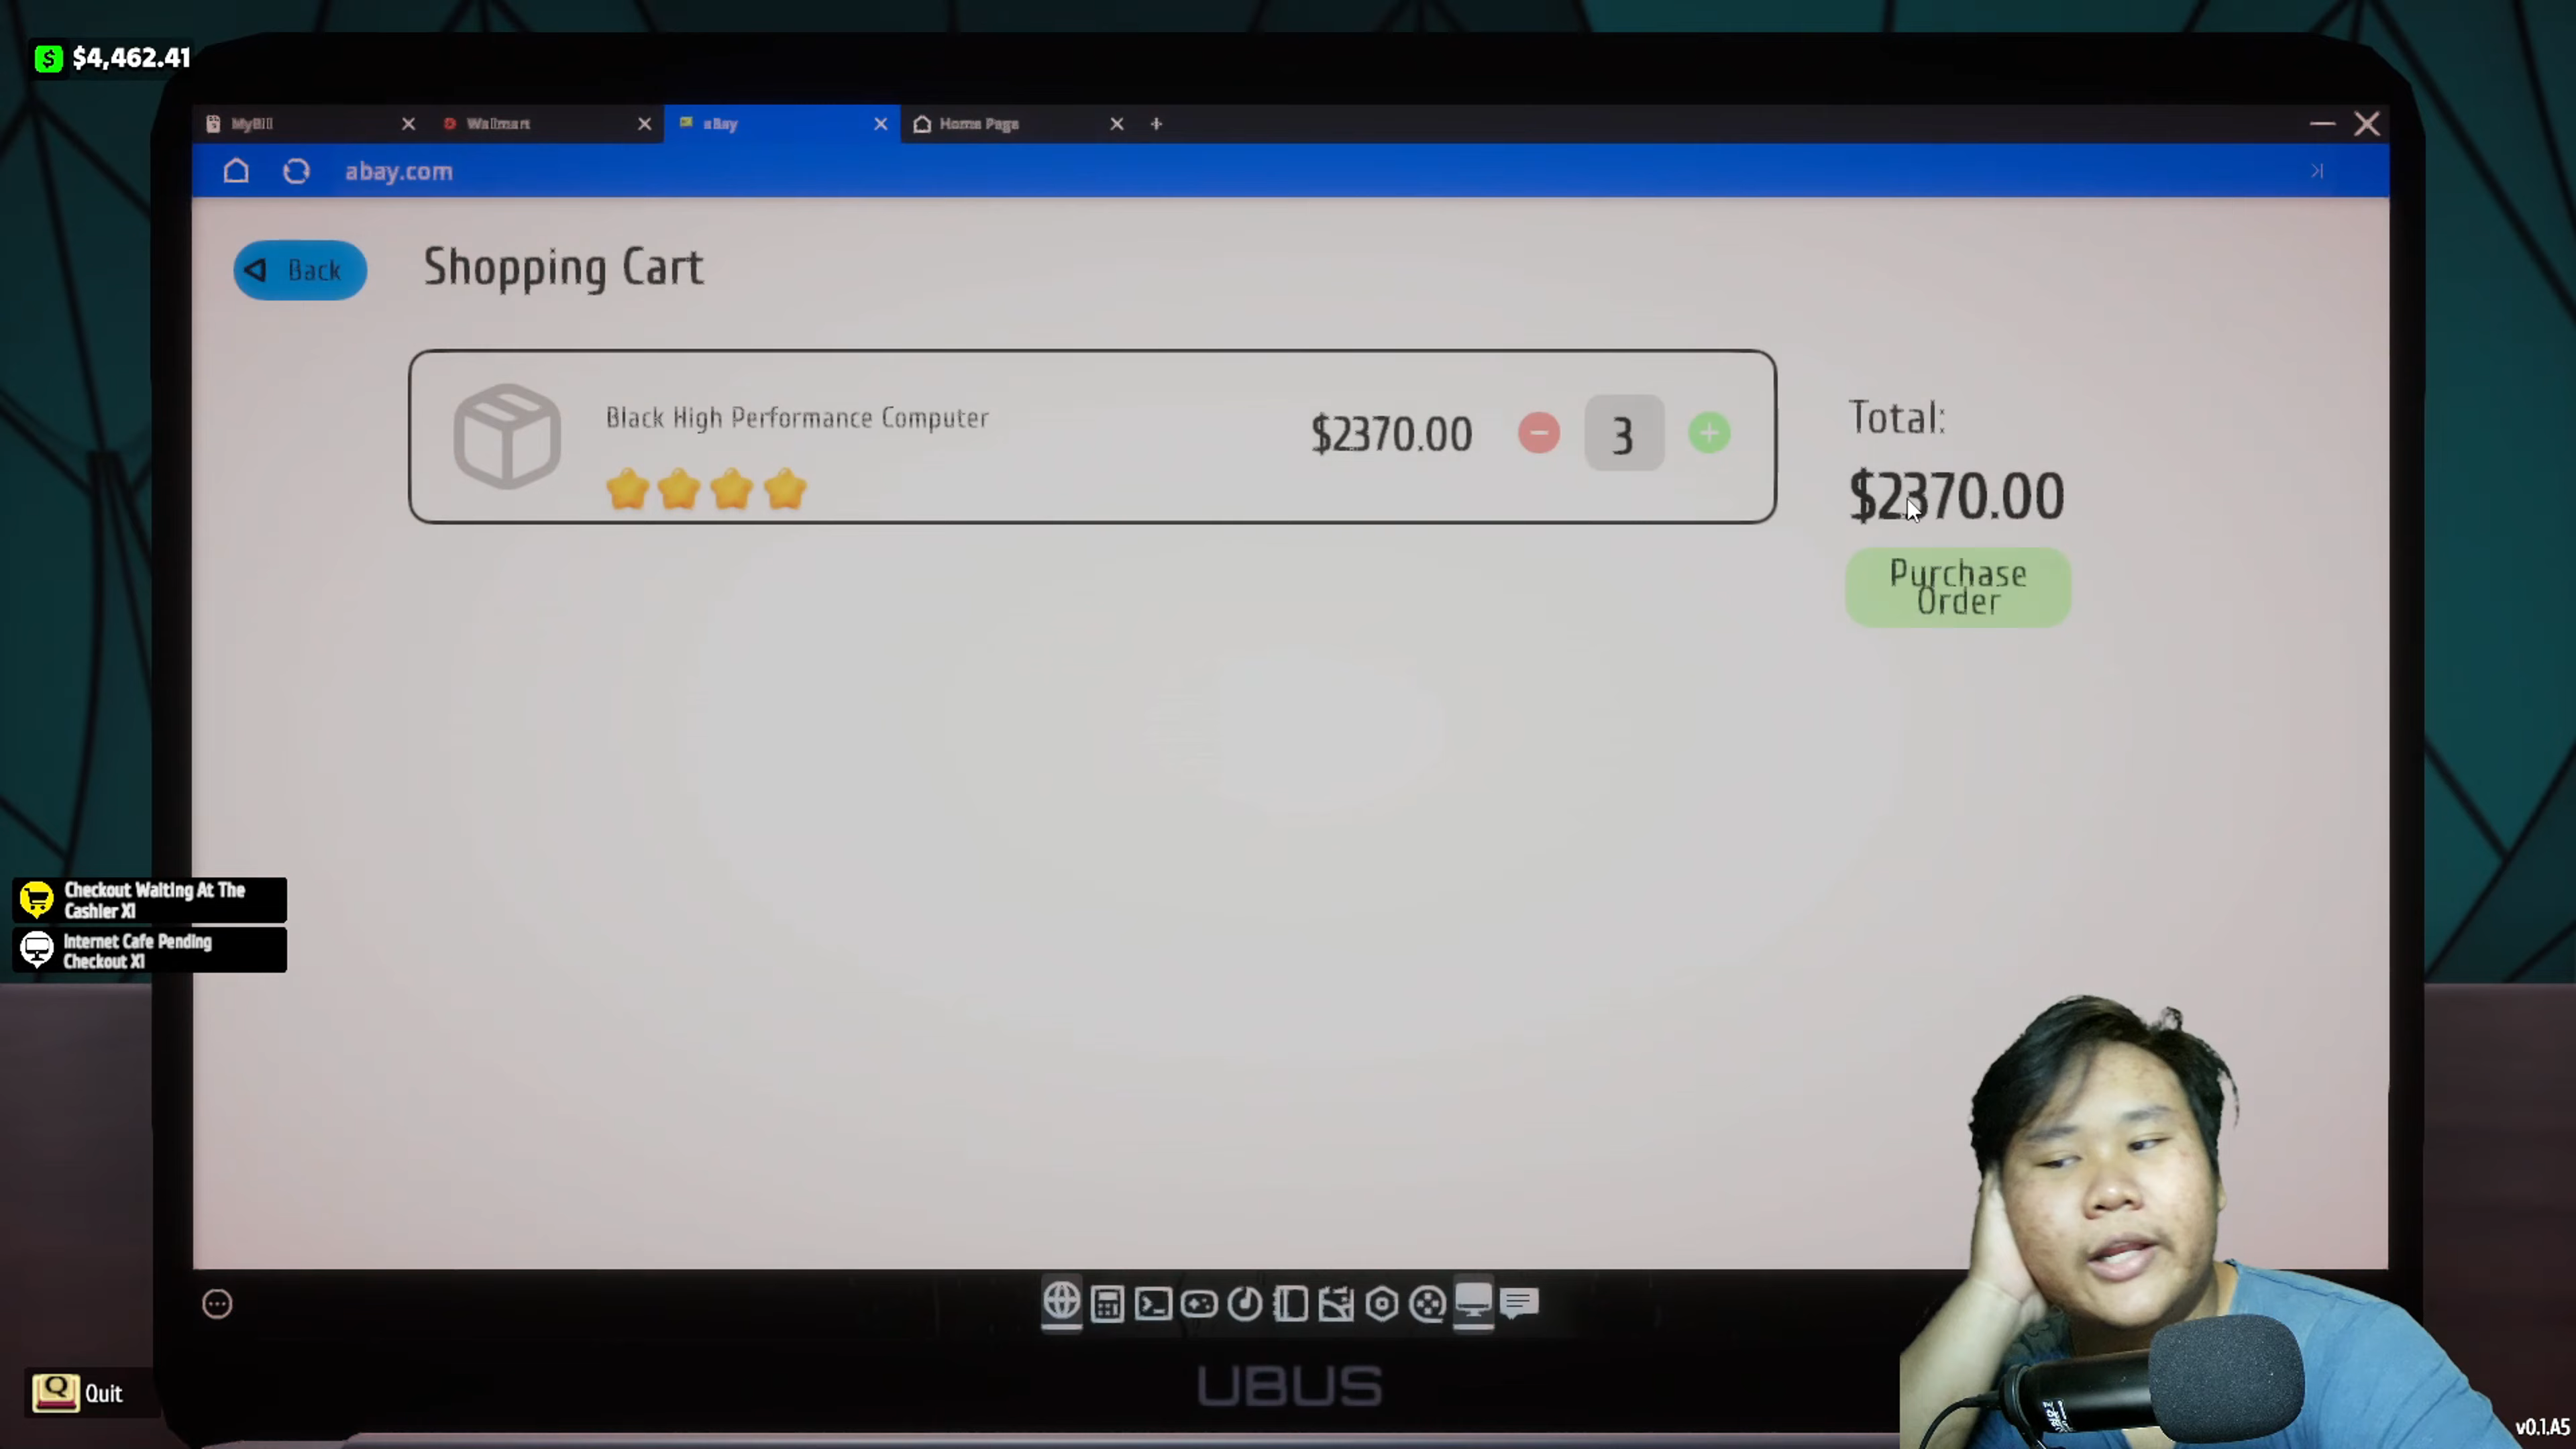 $4,462.41
MyBill
Wallmart
aBay
Home Page
abay.com
Back
Shopping Cart
Black High Performance Computer
$2370.00
3
Total:
$2370.00
Purchase
Order
Checkout Waiting At The
Cashier X1
Internet Cafe Pending
Checkout X1
UBUS
Q Quit
v0.1.A5